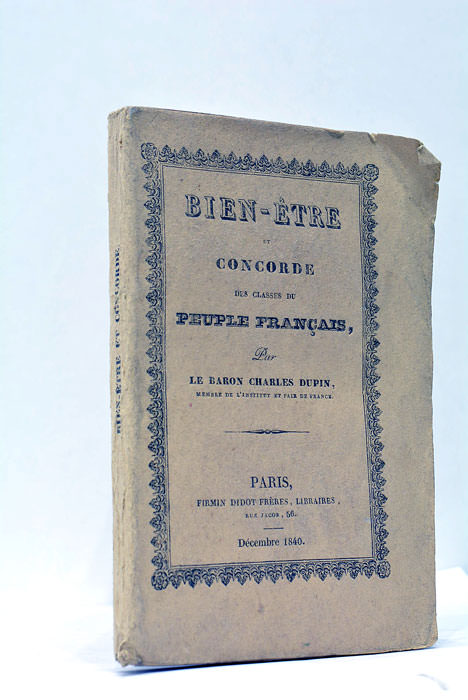 BIEN-ÊTRE ET CONCORDE
BIEN-ÊTRE
ET
CONCORDE
DES CLASSES DU
PEUPLE FRANÇAIS,
Par
LE BARON CHARLES DUPIN,
MEMBRE DE L'INSTITUT ET PAIR DE FRANCE.
PARIS,
FIRMIN DIDOT FRÈRES, LIBRAIRES,
RUE JACOB, 56.
Décembre 1840.